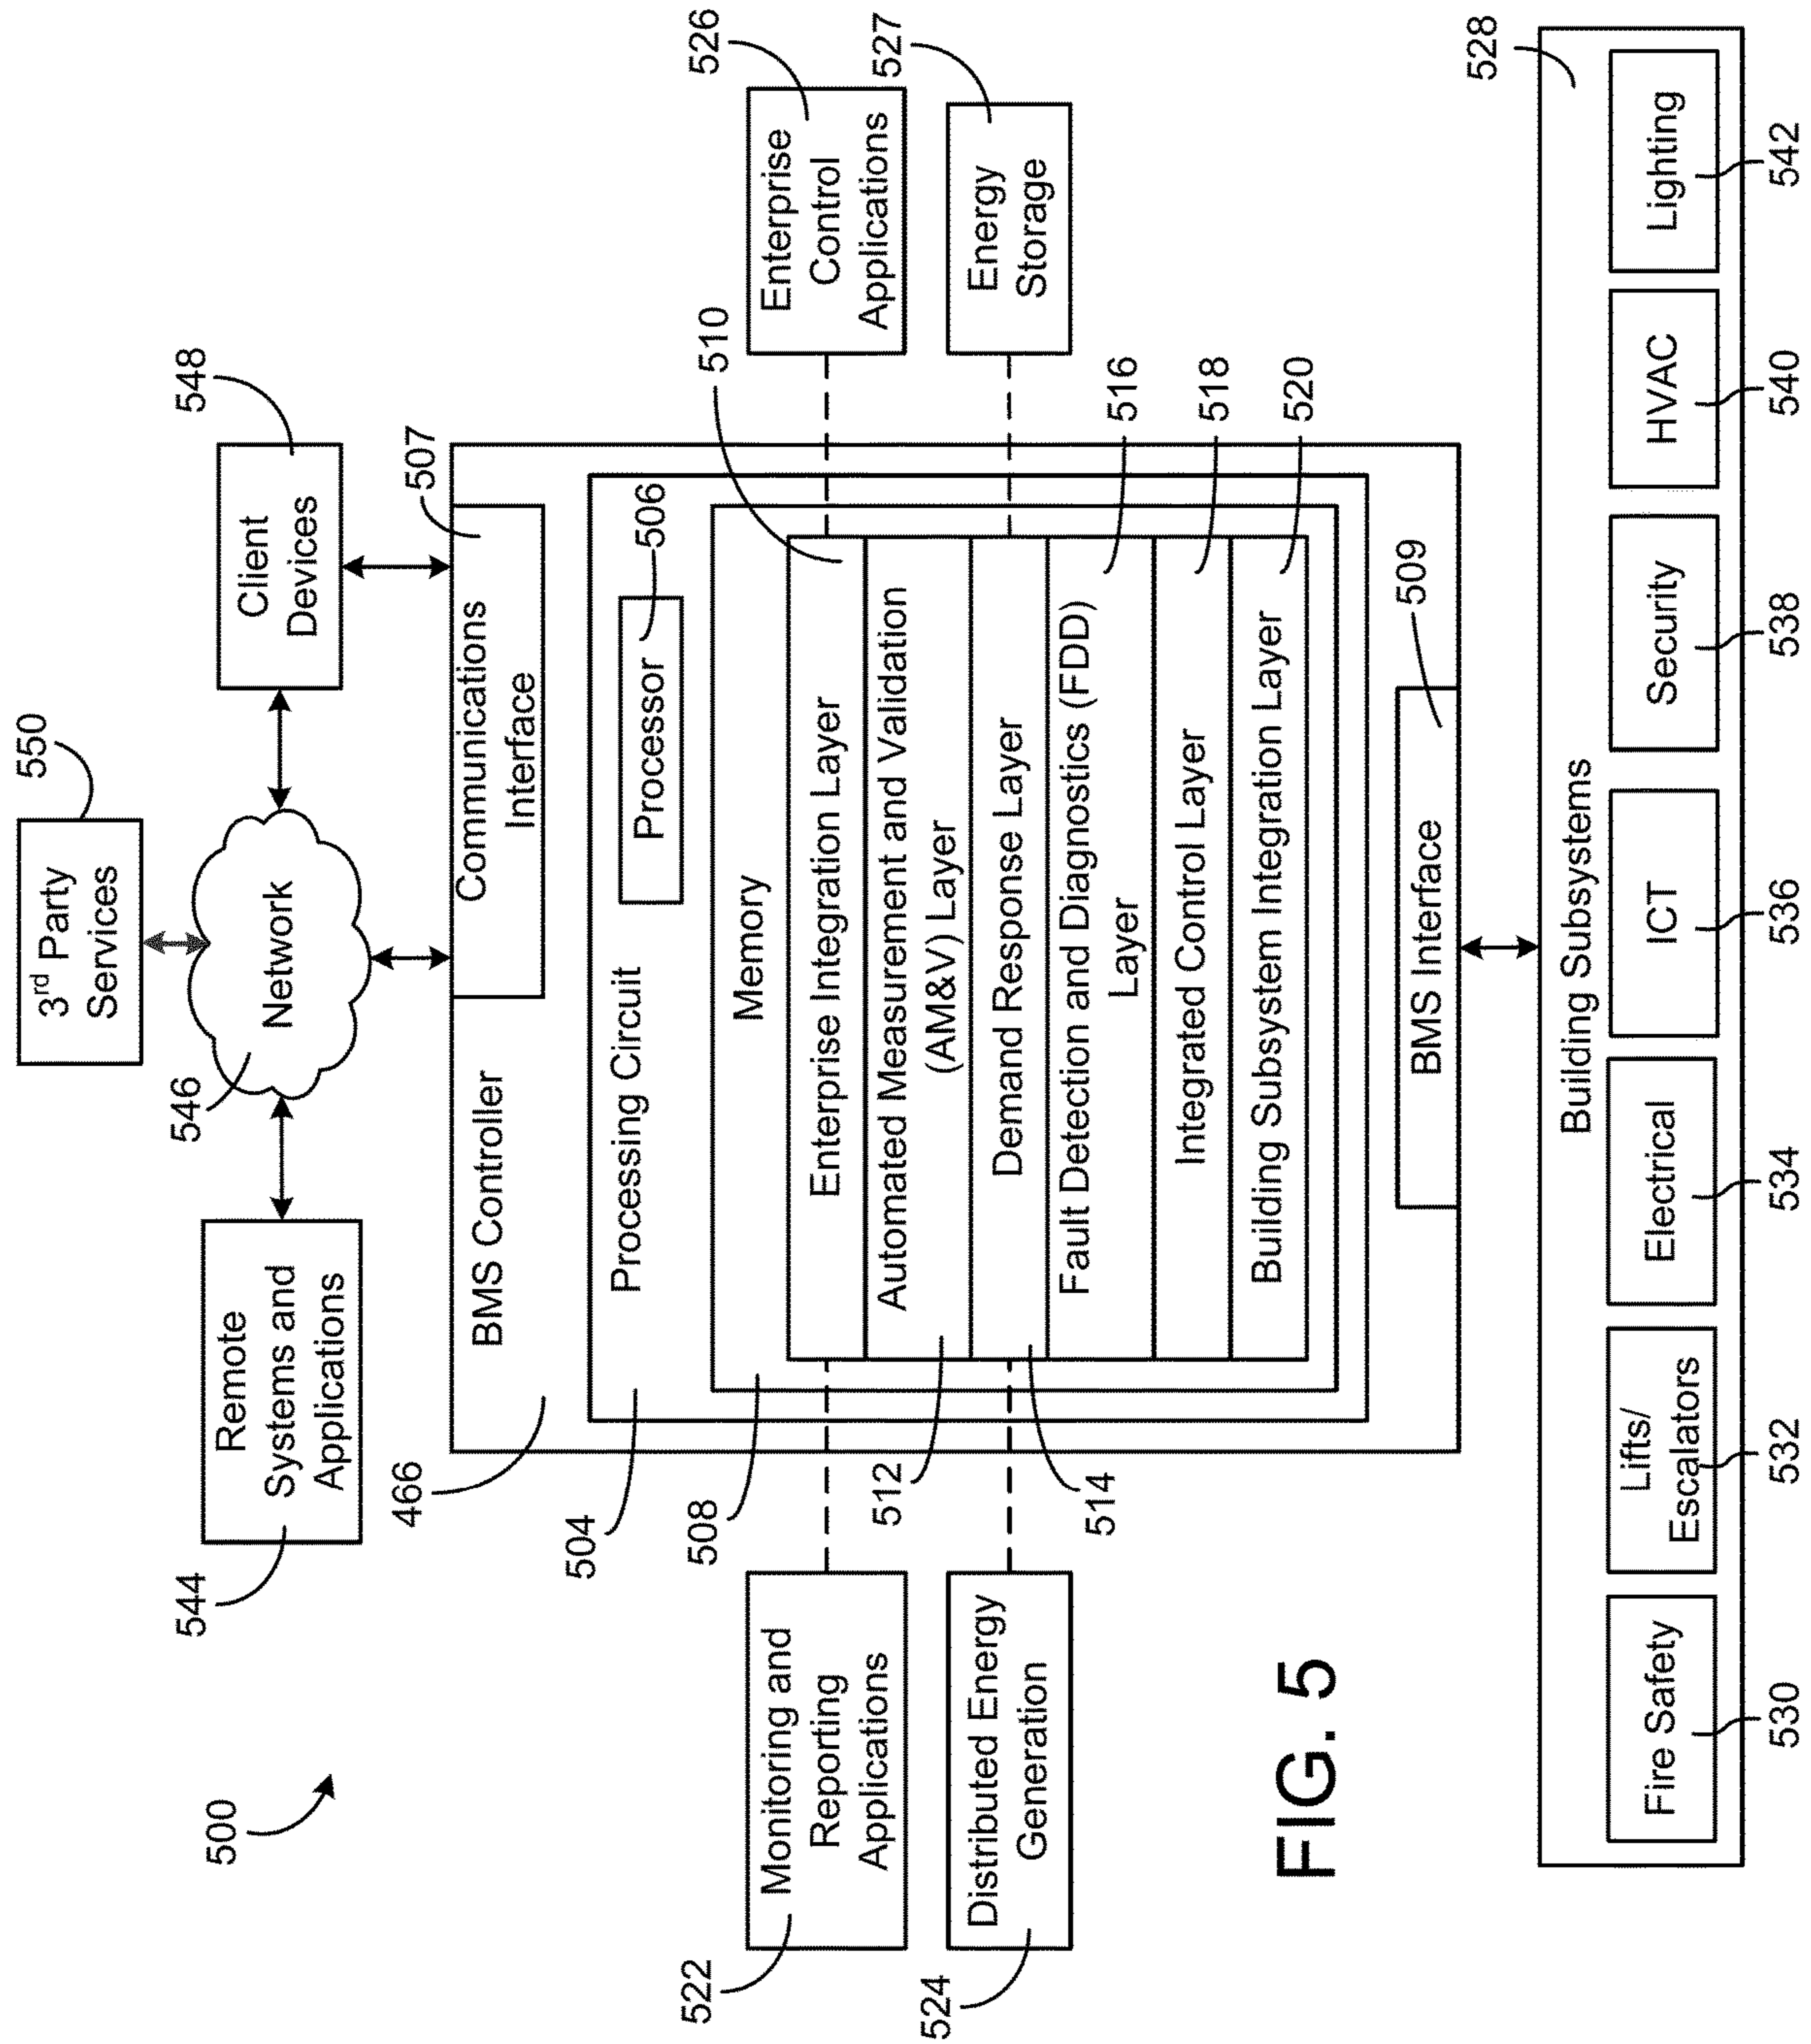 500
550
3rd Party
Services
544
Remote
Systems and
Applications
546
Network
548
Client
Devices
466
BMS Controller
507
Communications
Interface
504
Processing Circuit
Processor
506
508
Memory
510
Enterprise Integration Layer
512
Automated Measurement and Validation
(AM&V) Layer
514
Demand Response Layer
516
Fault Detection and Diagnostics (FDD)
Layer
518
Integrated Control Layer
520
Building Subsystem Integration Layer
522
Monitoring and
Reporting
Applications
526
Enterprise
Control
Applications
524
Distributed Energy
Generation
527
Energy
Storage
509
BMS Interface
FIG. 5
528
Building Subsystems
Fire Safety
Lifts/
Escalators
Electrical
ICT
Security
HVAC
Lighting
530
532
534
536
538
540
542